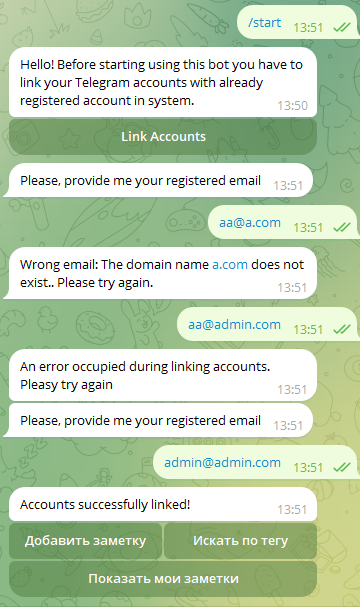 /start 13:51
Hello! Before starting using this bot you have to
link your Telegram accounts with already
registered account in system.
13:50
Link Accounts
Please, provide me your registered email 13:51
aa@a.com 13:51
Wrong email: The domain name a.com does not
exist.. Please try again.
13:51
aa@admin.com 13:51
An error occupied during linking accounts.
Pleasy try again
13:51
Please, provide me your registered email 13:51
admin@admin.com 13:51
Accounts successfully linked!
13:51
Добавить заметку Искать по тегу
Показать мои заметки